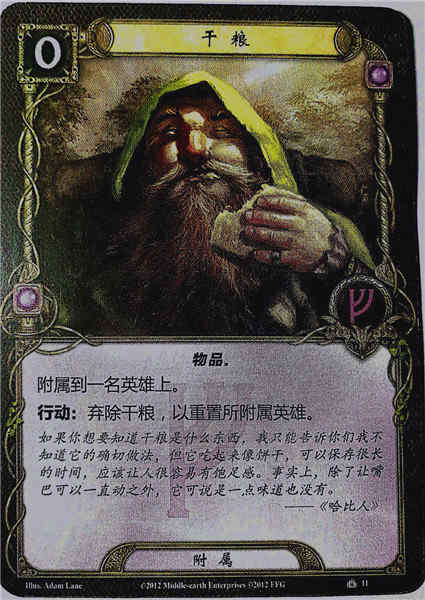 0
干粮
物品。
附属到一名英雄上。
行动：弃除干粮，以重置所附属英雄。
如果你想要知道干粮是什么东西，我只能告诉你们我不
知道它的确切做法，但它吃起来像饼干，可以保存很长
的时间，应该让人很容易有饱足感。事实上，除了让嘴
巴可以一直动之外，它可说是一点味道也没有。
——《哈比人》
附属
Illus. Adam Lane ©2012 Middle-earth Enterprises ©2012 FFG 11